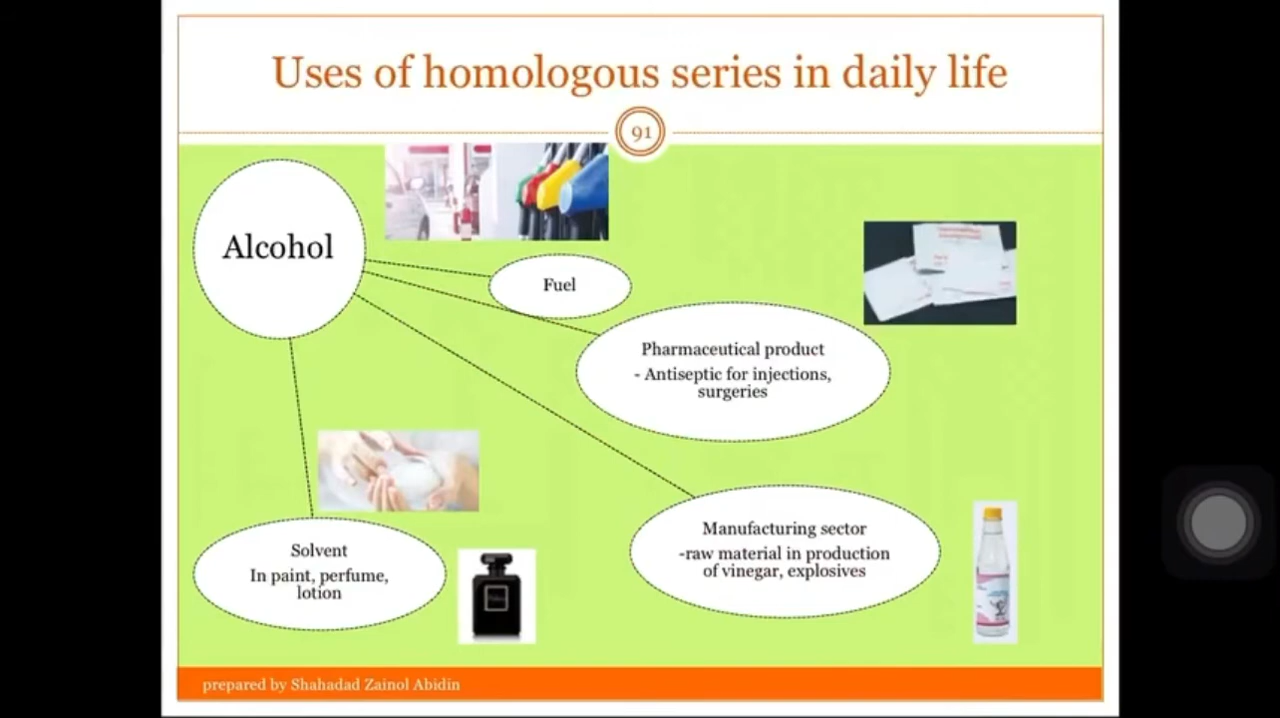 Uses of homologous series in daily life
91
Alcohol
Fuel
Pharmaceutical product
- Antiseptic for injections,
surgeries
Manufacturing sector
-raw material in production
of vinegar, explosives
Solvent
In paint, perfume,
lotion
prepared by Shahadad Zainol Abidin